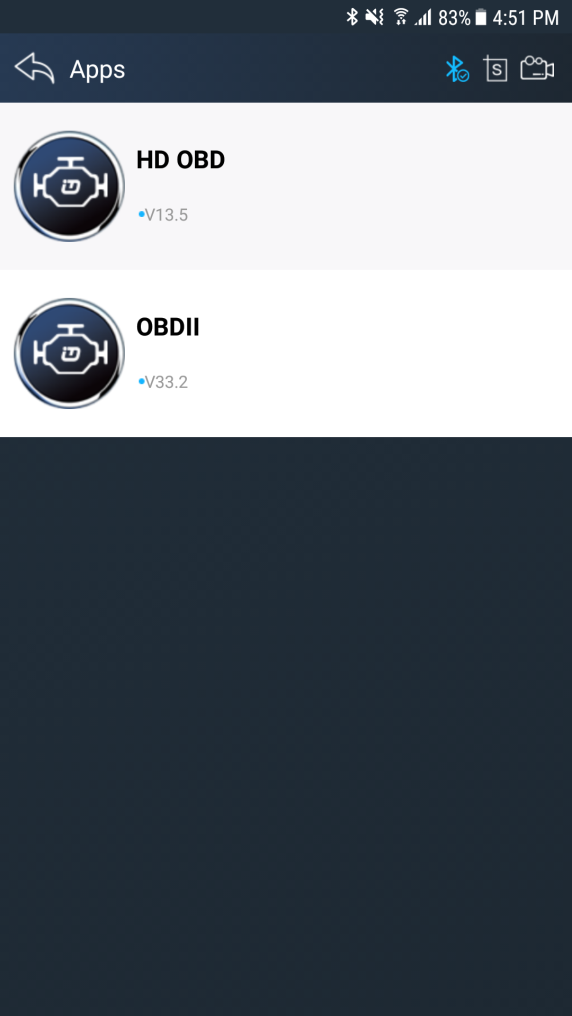 83% 4:51 PM
Apps
S
HD OBD
•V13.5
OBDII
•V33.2